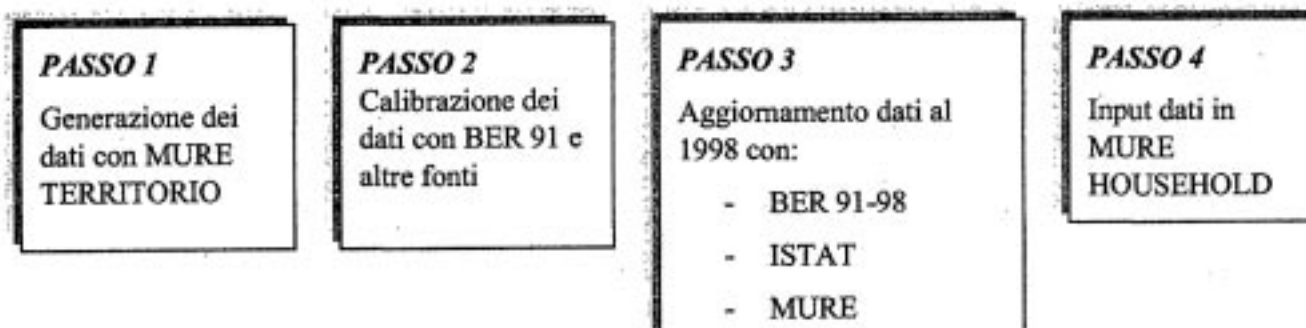 PASSO 1
Generazione dei
dati con MURE
TERRITORIO
PASSO 2
Calibrazione dei
dati con BER 91 e
altre fonti
PASSO 3
Aggiornamento dati al
1998 con:
- BER 91-98
- ISTAT
- MURE
PASSO 4
Input dati in
MURE
HOUSEHOLD